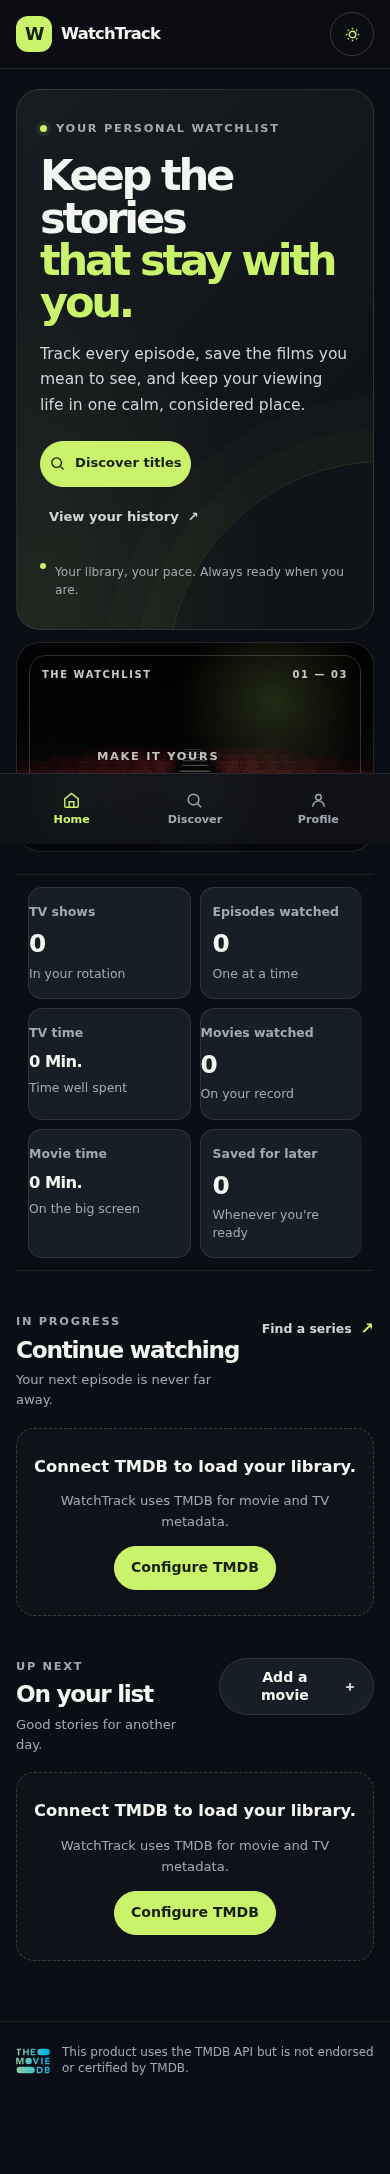 W WatchTrack
YOUR PERSONAL WATCHLIST
Keep the
stories
that stay with
you.
Track every episode, save the films you
mean to see, and keep your viewing
life in one calm, considered place.
Discover titles
View your history ↗
Your library, your pace. Always ready when you
are.
THE WATCHLIST 01 — 03
MAKE IT YOURS
Home Discover Profile
TV shows
0
In your rotation
Episodes watched
0
One at a time
TV time
0 Min.
Time well spent
Movies watched
0
On your record
Movie time
0 Min.
On the big screen
Saved for later
0
Whenever you're
ready
IN PROGRESS
Continue watching
Find a series ↗
Your next episode is never far
away.
Connect TMDB to load your library.
WatchTrack uses TMDB for movie and TV
metadata.
Configure TMDB
UP NEXT
On your list
Add a
movie +
Good stories for another
day.
Connect TMDB to load your library.
WatchTrack uses TMDB for movie and TV
metadata.
Configure TMDB
THE
MOVIE
DB
This product uses the TMDB API but is not endorsed
or certified by TMDB.